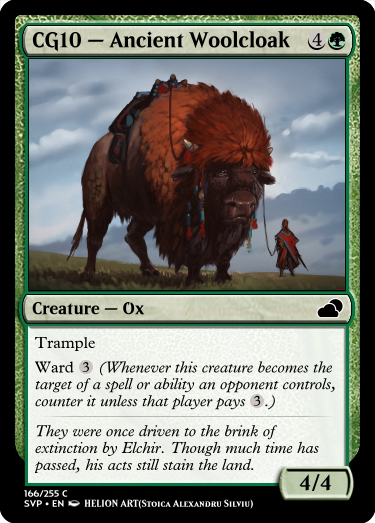 CG10 — Ancient Woolcloak 4
Creature — Ox
Trample
Ward 3 (Whenever this creature becomes the
target of a spell or ability an opponent controls,
counter it unless that player pays 3.)
They were once driven to the brink of
extinction by Elchir. Though much time has
passed, his acts still stain the land.
4/4
166/255 C
SVP • EN HELION ART(Stoica Alexandru Silviu)